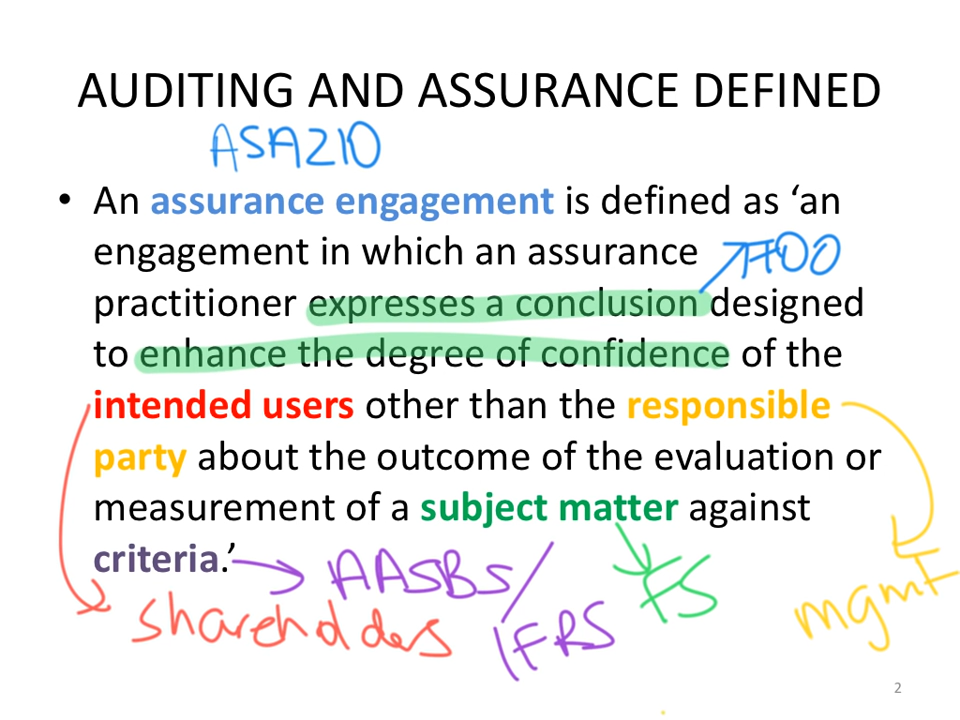 AUDITING AND ASSURANCE DEFINED
ASA210
• An assurance engagement is defined as ‘an
engagement in which an assurance
A700
practitioner expresses a conclusion designed
to enhance the degree of confidence of the
intended users other than the responsible
party about the outcome of the evaluation or
measurement of a subject matter against
criteria.’
AASBS/
IFRS
FS
mgmt
shareholders
2